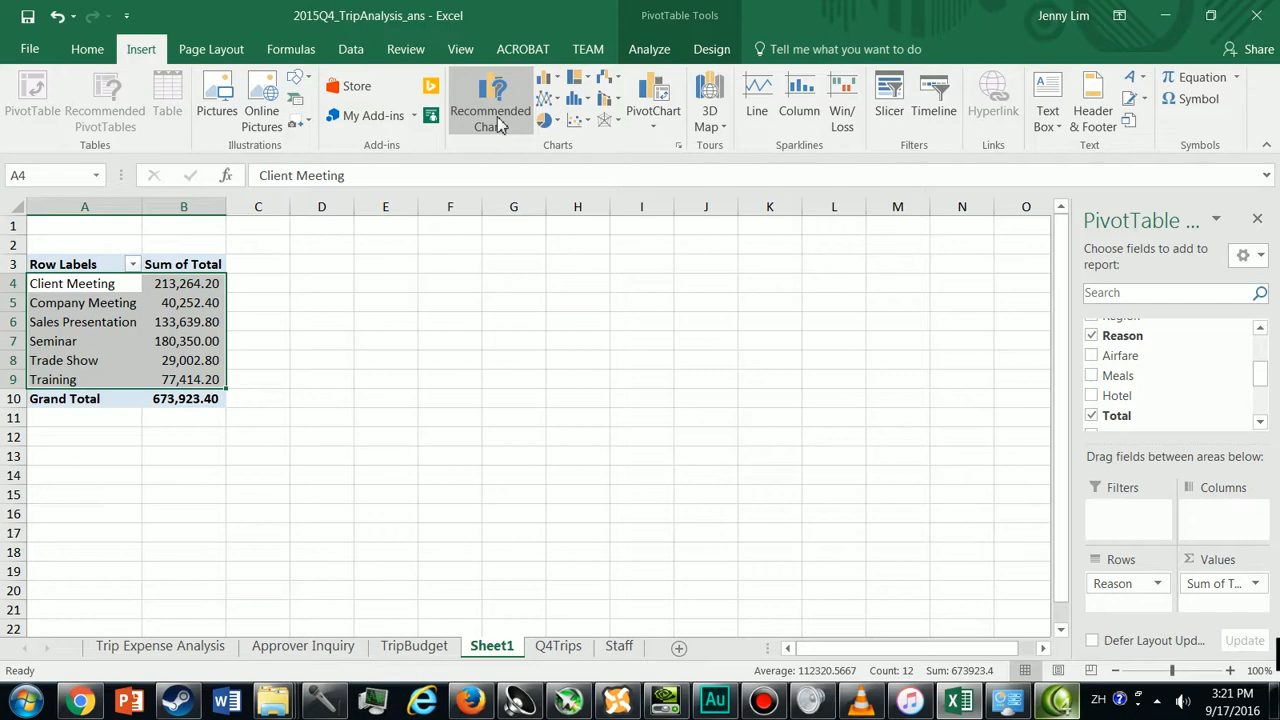 2015Q4_TripAnalysis_ans - Excel
PivotTable Tools
Jenny Lim
File Home Insert Page Layout Formulas Data Review View ACROBAT TEAM Analyze Design Tell me what you want to do Share
PivotTable
Recommended PivotTables
Table
Tables
Pictures
Online Pictures
Illustrations
Store
My Add-ins
Add-ins
Recommended
Charts
PivotChart
3D Map
Tours
Line
Column
Win/ Loss
Sparklines
Slicer
Timeline
Filters
Hyperlink
Links
Text Box
Header & Footer
Text
Equation
Symbol
Symbols
A4
fx
Client Meeting
A B C D E F G H I J K L M N O
1
2
3 Row Labels Sum of Total
4 Client Meeting 213,264.20
5 Company Meeting 40,252.40
6 Sales Presentation 133,639.80
7 Seminar 180,350.00
8 Trade Show 29,002.80
9 Training 77,414.20
10 Grand Total 673,923.40
11
12
13
14
15
16
17
18
19
20
21
22
PivotTable ...
Choose fields to add to
report:
Search
Reason
Airfare
Meals
Hotel
Total
Drag fields between areas below:
Filters Columns
Rows Σ Values
Reason Sum of T...
Defer Layout Upd... Update
Trip Expense Analysis Approver Inquiry TripBudget Sheet1 Q4Trips Staff
Ready Average: 112320.5667 Count: 12 Sum: 673923.4 100%
ZH
3:21 PM
9/17/2016